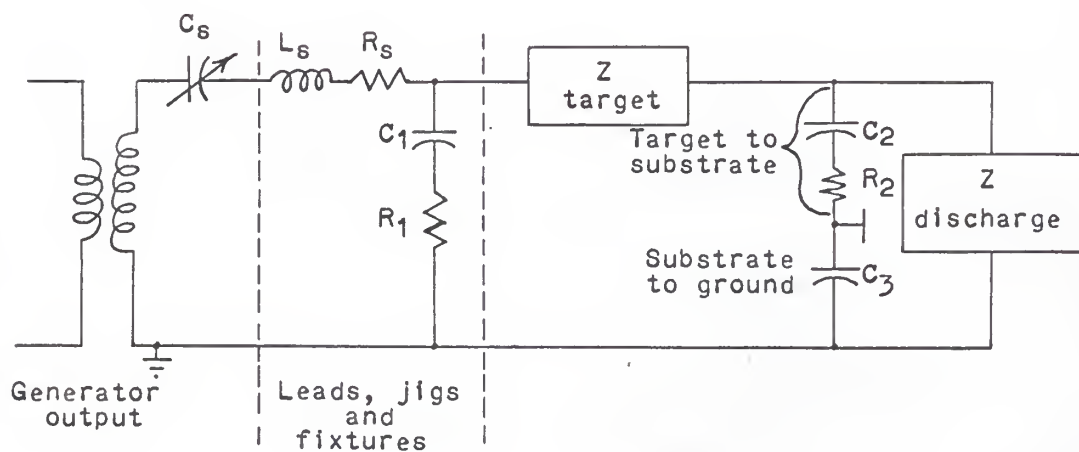 Cs
Ls
Rs
C1
R1
Z
target
Target to
substrate
C2
R2
Z
discharge
Substrate
to ground
C3
Generator
output
Leads, jigs
and
fixtures